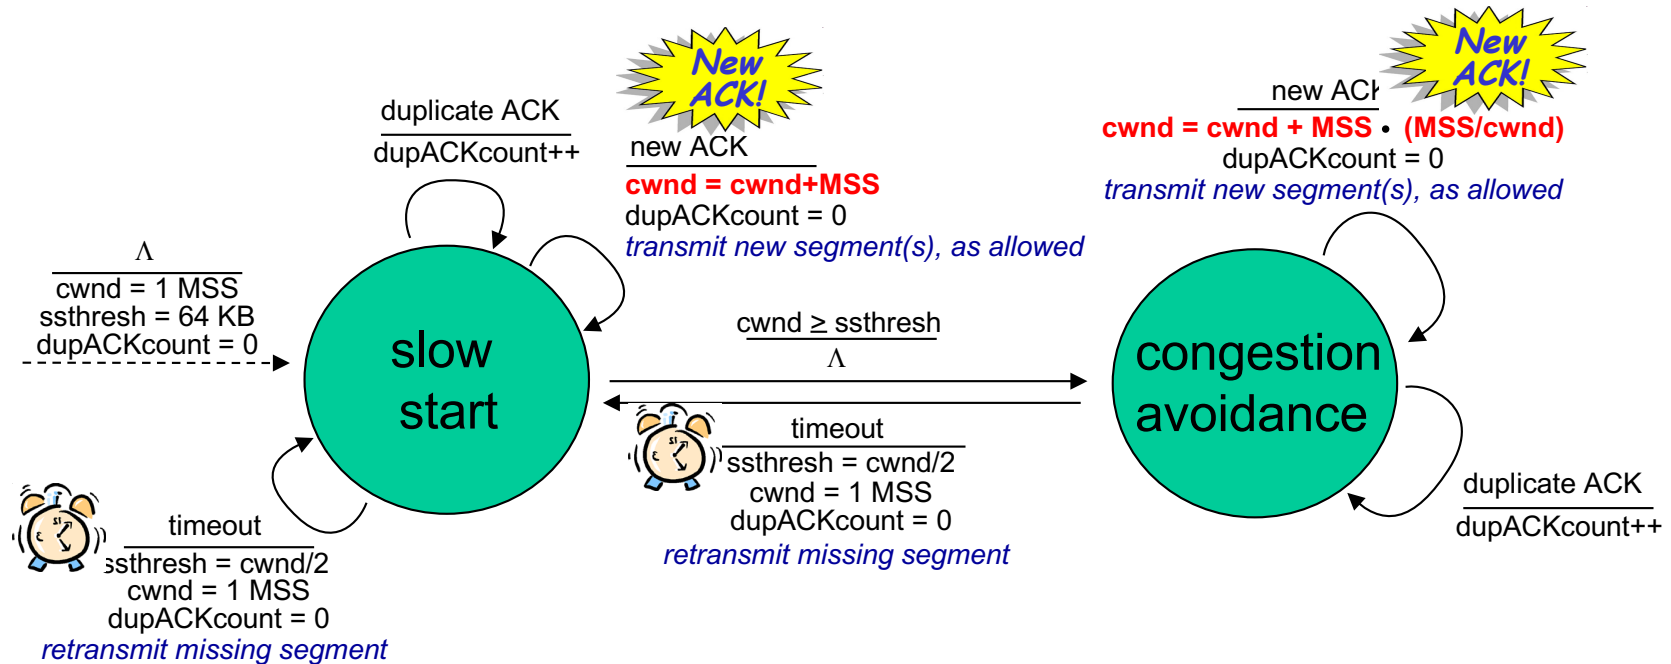 New
ACK!
duplicate ACK
dupACKcount++
new ACK
cwnd = cwnd+MSS
dupACKcount = 0
transmit new segment(s), as allowed
New
ACK!
new ACK
cwnd = cwnd + MSS • (MSS/cwnd)
dupACKcount = 0
transmit new segment(s), as allowed
Λ
cwnd = 1 MSS
ssthresh = 64 KB
dupACKcount = 0
slow
start
cwnd ≥ ssthresh
Λ
congestion
avoidance
timeout
ssthresh = cwnd/2
cwnd = 1 MSS
dupACKcount = 0
retransmit missing segment
duplicate ACK
dupACKcount++
timeout
ssthresh = cwnd/2
cwnd = 1 MSS
dupACKcount = 0
retransmit missing segment